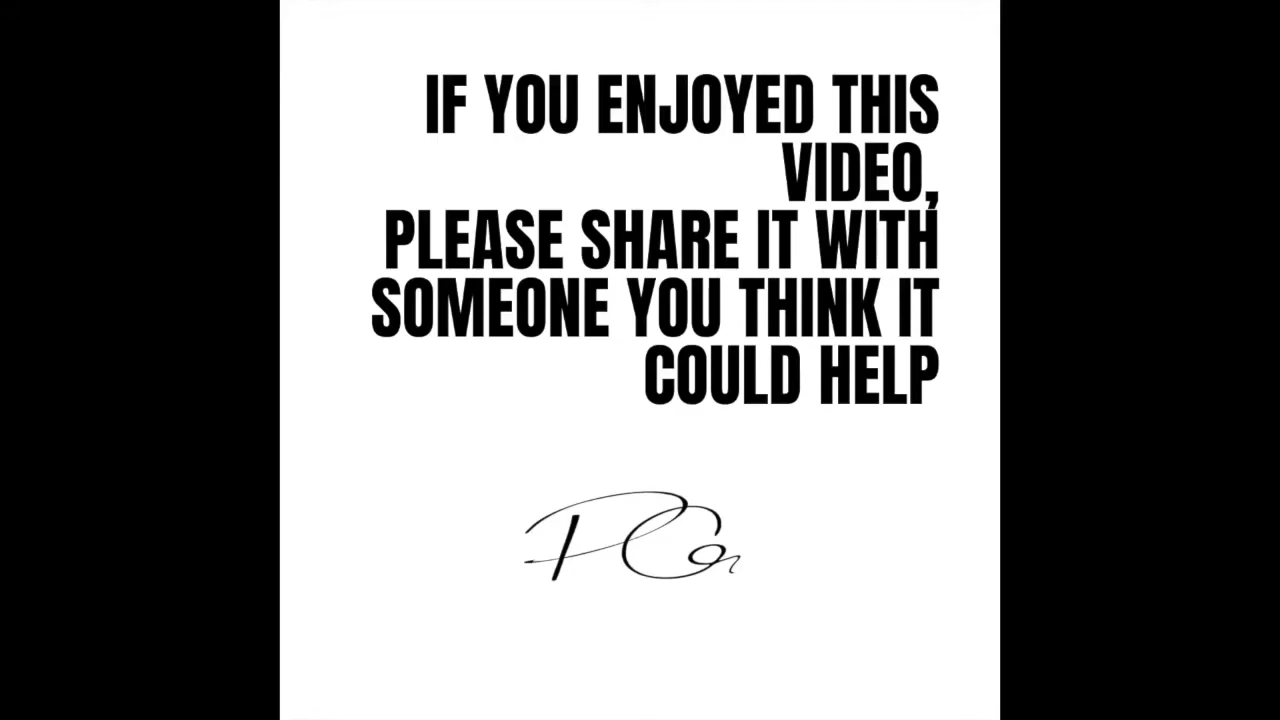 IF YOU ENJOYED THIS
VIDEO,
PLEASE SHARE IT WITH
SOMEONE YOU THINK IT
COULD HELP